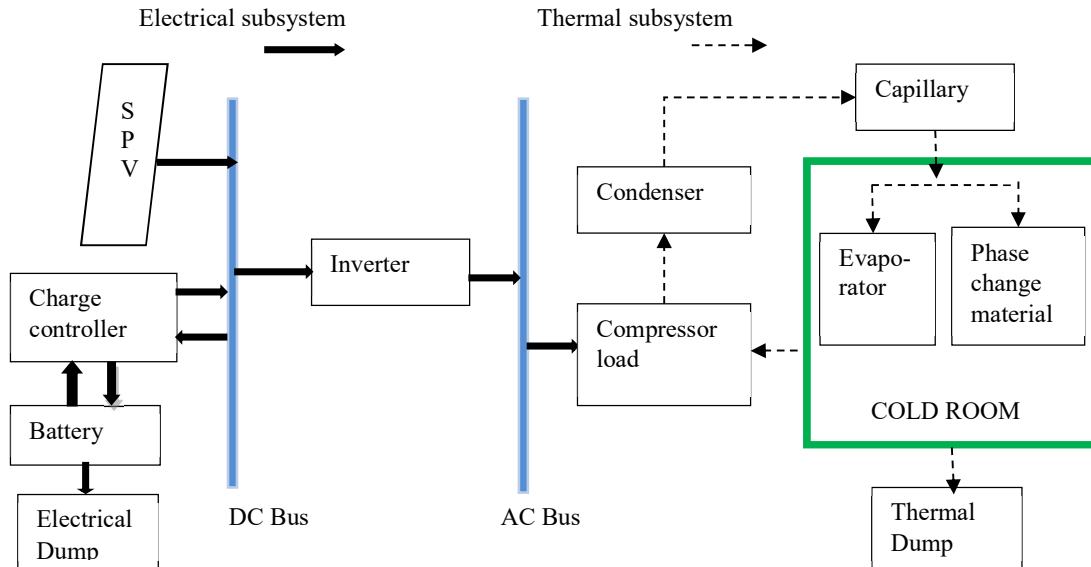 Electrical subsystem
Thermal subsystem
S
P
V
Capillary
Condenser
Evapo-
rator
Phase
change
material
Inverter
Charge
controller
Compressor
load
COLD ROOM
Battery
Electrical
Dump
DC Bus
AC Bus
Thermal
Dump